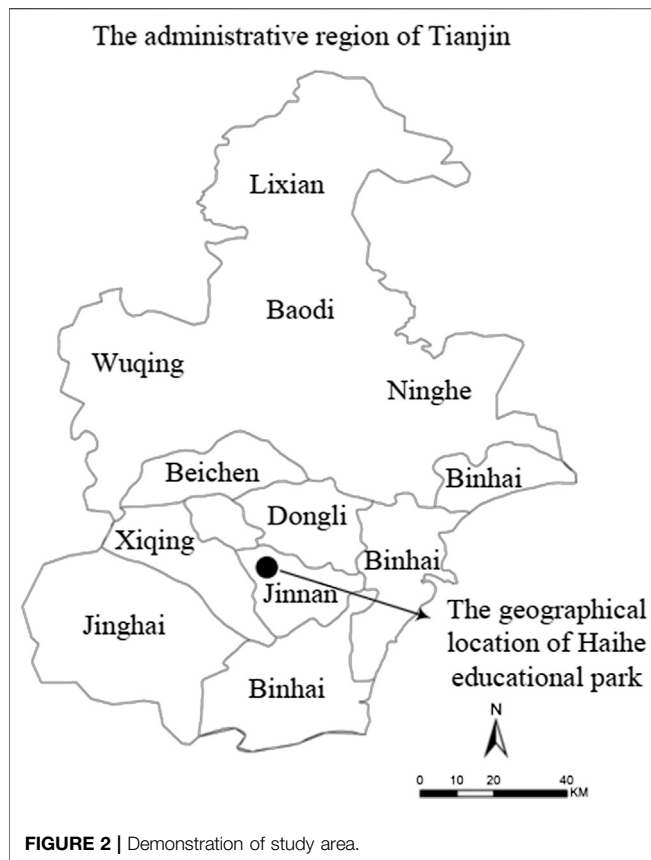 The administrative region of Tianjin
Lixian
Baodi
Wuqing
Ninghe
Beichen
Binhai
Dongli
Xiqing
Binhai
Jinnan
Jinghai
The geographical
location of Haihe
educational park
Binhai
N
0 10 20 40
KM
FIGURE 2 | Demonstration of study area.